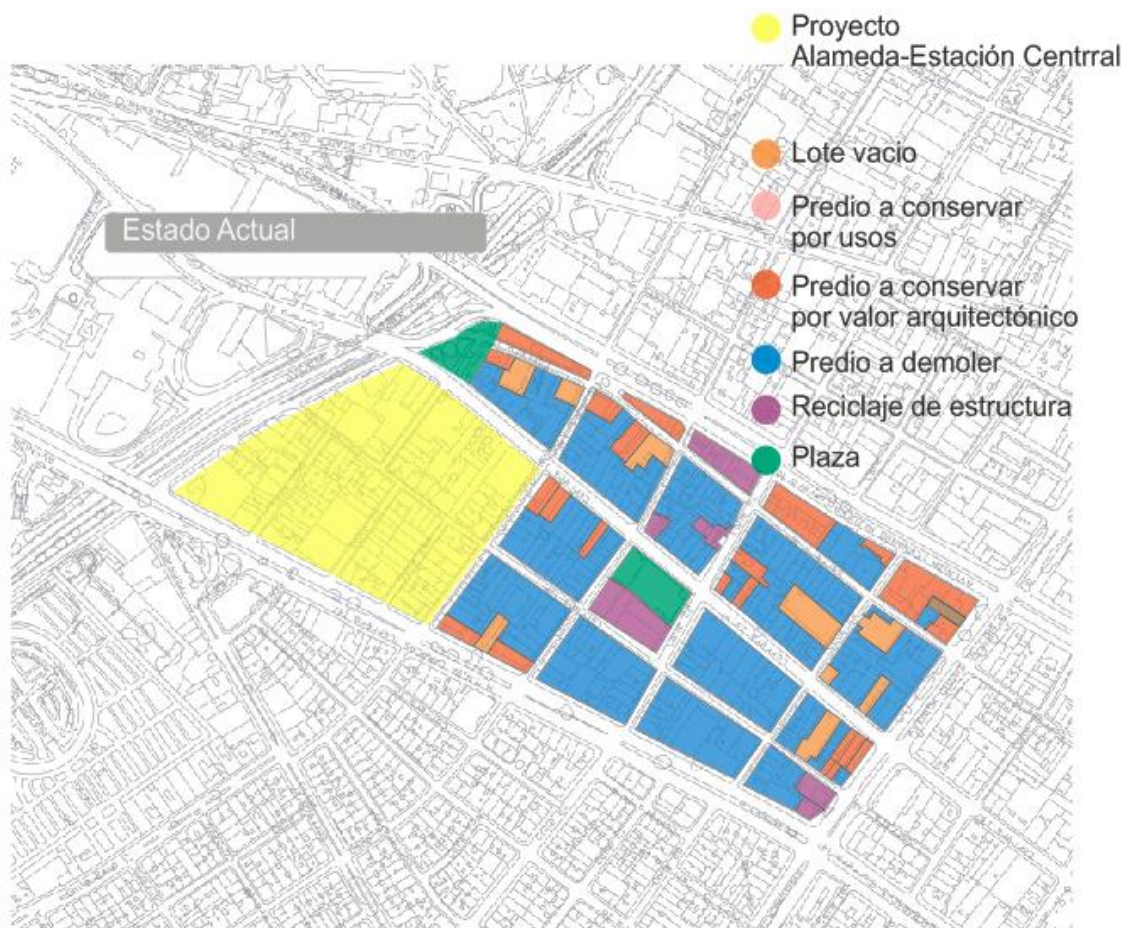 Proyecto
Alameda-Estación Centrral
Lote vacio
Estado Actual
Predio a conservar
por usos
Predio a conservar
por valor arquitectónico
Predio a demoler
Reciclaje de estructura
Plaza